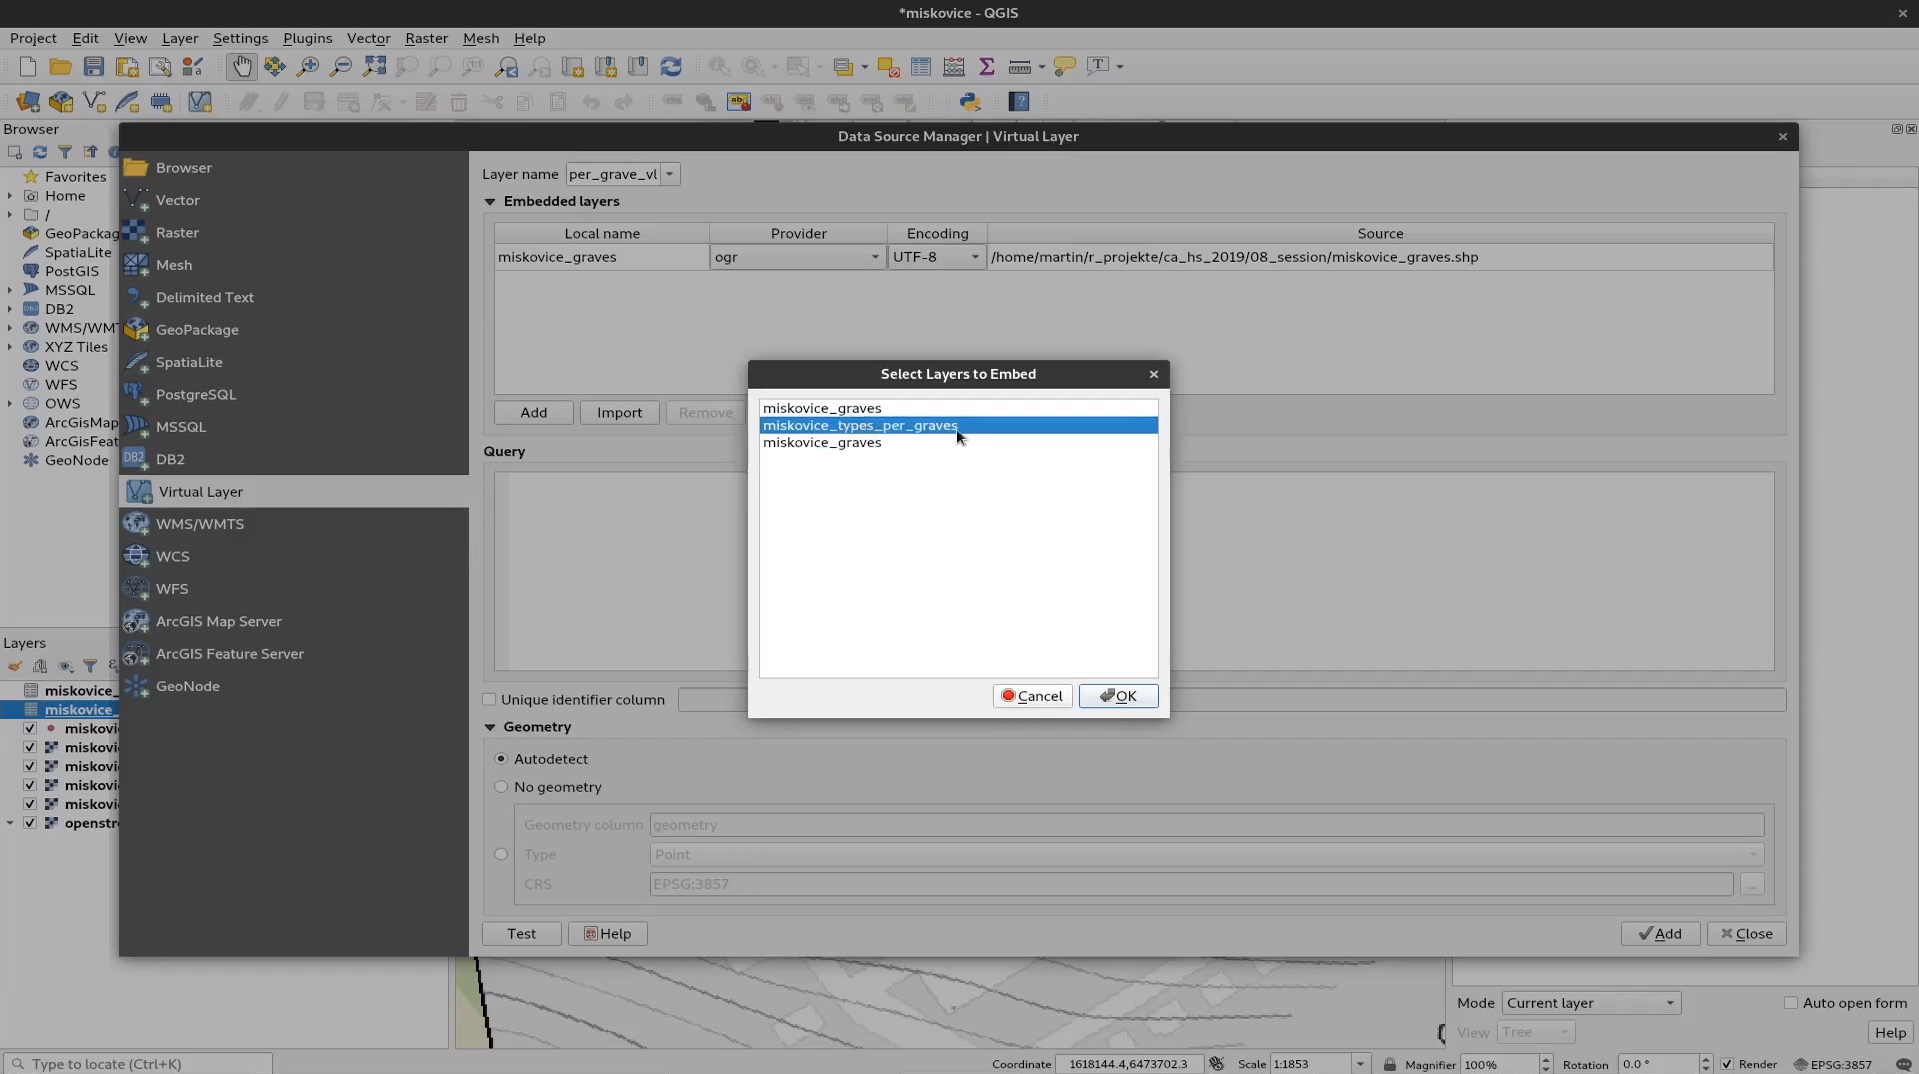 *miskovice - QGIS
Project Edit View Layer Settings Plugins Vector Raster Mesh Help
Browser
Favorites
Home
/
GeoPackag
SpatiaLite
PostGIS
MSSQL
DB2
WMS/WMT
XYZ Tiles
WCS
WFS
OWS
ArcGisMap
ArcGisFeat
GeoNode
Layers
miskovice_
miskovice_
miskovi
miskovi
miskovi
miskovi
miskovi
openstr
Data Source Manager | Virtual Layer
Browser
Vector
Raster
Mesh
Delimited Text
GeoPackage
SpatiaLite
PostgreSQL
MSSQL
DB2
Virtual Layer
WMS/WMTS
WCS
WFS
ArcGIS Map Server
ArcGIS Feature Server
GeoNode
Layer name per_grave_vl
Embedded layers
Local name Provider Encoding Source
miskovice_graves ogr UTF-8 /home/martin/r_projekte/ca_hs_2019/08_session/miskovice_graves.shp
Add Import Remove
Query
Select Layers to Embed
miskovice_graves
miskovice_types_per_graves
miskovice_graves
Cancel OK
Unique identifier column
Geometry
Autodetect
No geometry
Geometry column geometry
Type Point
CRS EPSG:3857 ...
Test Help Add Close
Mode Current layer Auto open form
View Tree Help
Type to locate (Ctrl+K) Coordinate 1618144.4,6473702.3 Scale 1:1853 Magnifier 100% Rotation 0.0 ° Render EPSG:3857